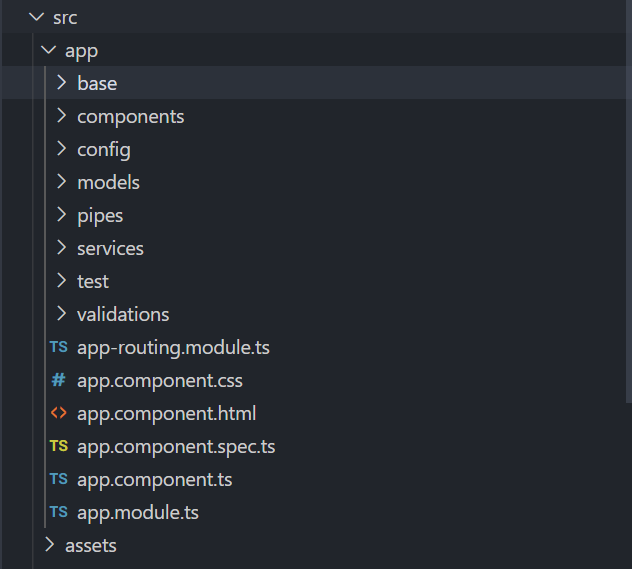 src
app
base
components
config
models
pipes
services
test
validations
TS app-routing.module.ts
# app.component.css
<> app.component.html
TS app.component.spec.ts
TS app.component.ts
TS app.module.ts
assets